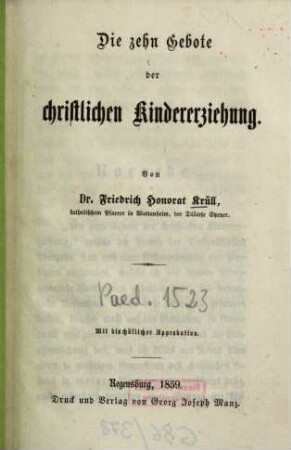 Die zehn Gebote
der
christlichen Kindererziehung.
Von
Dr. Friedrich Honorat Krüll,
katholischem Pfarrer in Wattenheim, der Diöcese Speyer.
Paed. 1523
Mit bischöflicher Approbation.
Regensburg, 1859.
Druck und Verlag von Georg Joseph Manz.